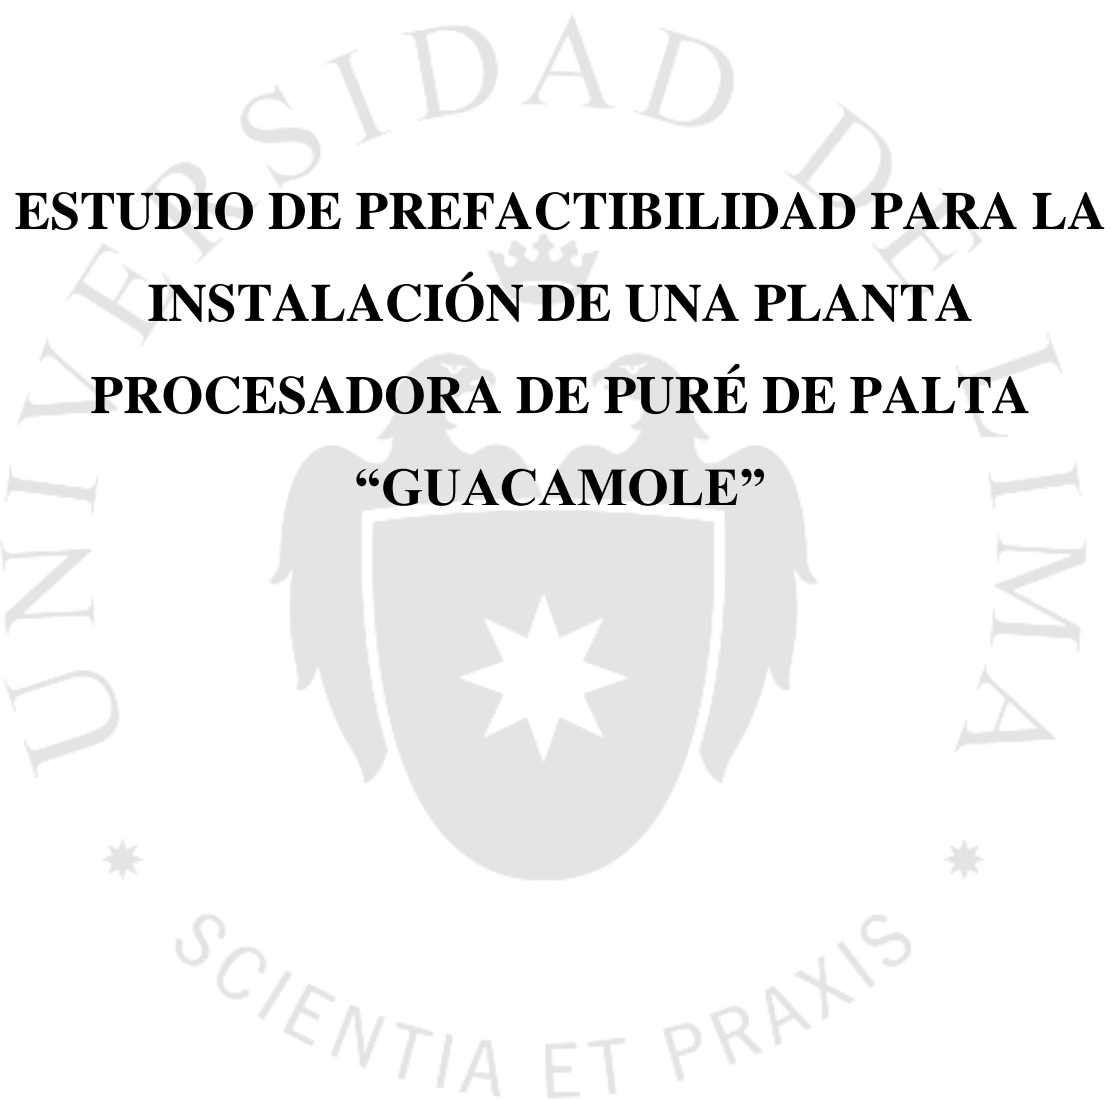 UNIVERSIDAD DE LIMA
ESTUDIO DE PREFACTIBILIDAD PARA LA
INSTALACIÓN DE UNA PLANTA
PROCESADORA DE PURÉ DE PALTA
“GUACAMOLE”
SCIENTIA ET PRAXIS